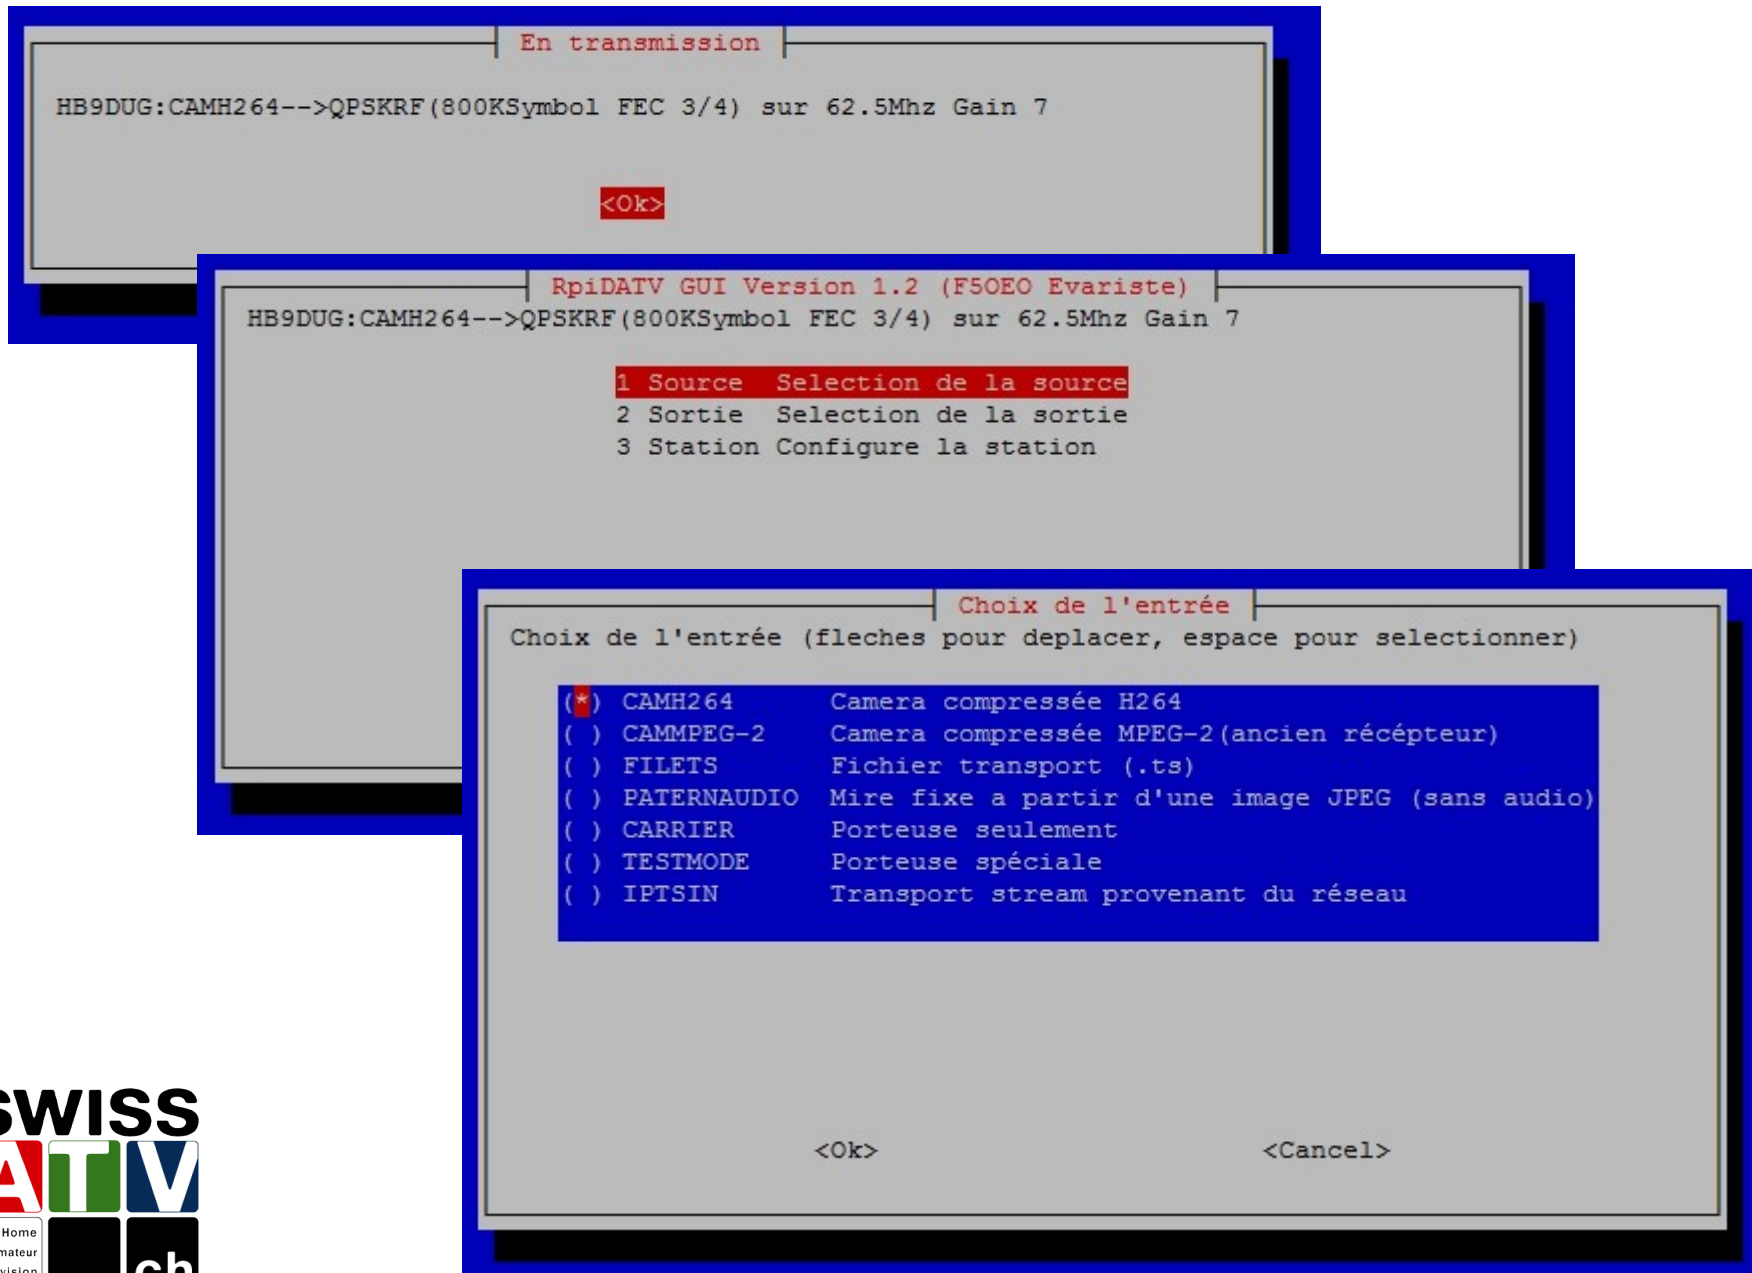 En transmission
HB9DUG:CAMH264-->QPSKRF(800KSymbol FEC 3/4) sur 62.5Mhz Gain 7
<Ok>
RpiDATV GUI Version 1.2 (F5OEO Evariste)
HB9DUG:CAMH264-->QPSKRF(800KSymbol FEC 3/4) sur 62.5Mhz Gain 7
1 Source Selection de la source
2 Sortie Selection de la sortie
3 Station Configure la station
Choix de l'entrée
Choix de l'entrée (fleches pour deplacer, espace pour selectionner)
(*) CAMH264 Camera compressée H264
( ) CAMMPEG-2 Camera compressée MPEG-2(ancien récépteur)
( ) FILETS Fichier transport (.ts)
( ) PATERNAUDIO Mire fixe a partir d'une image JPEG (sans audio)
( ) CARRIER Porteuse seulement
( ) TESTMODE Porteuse spéciale
( ) IPTSIN Transport stream provenant du réseau
<Ok> <Cancel>
SWISS
ATV
Home
ch